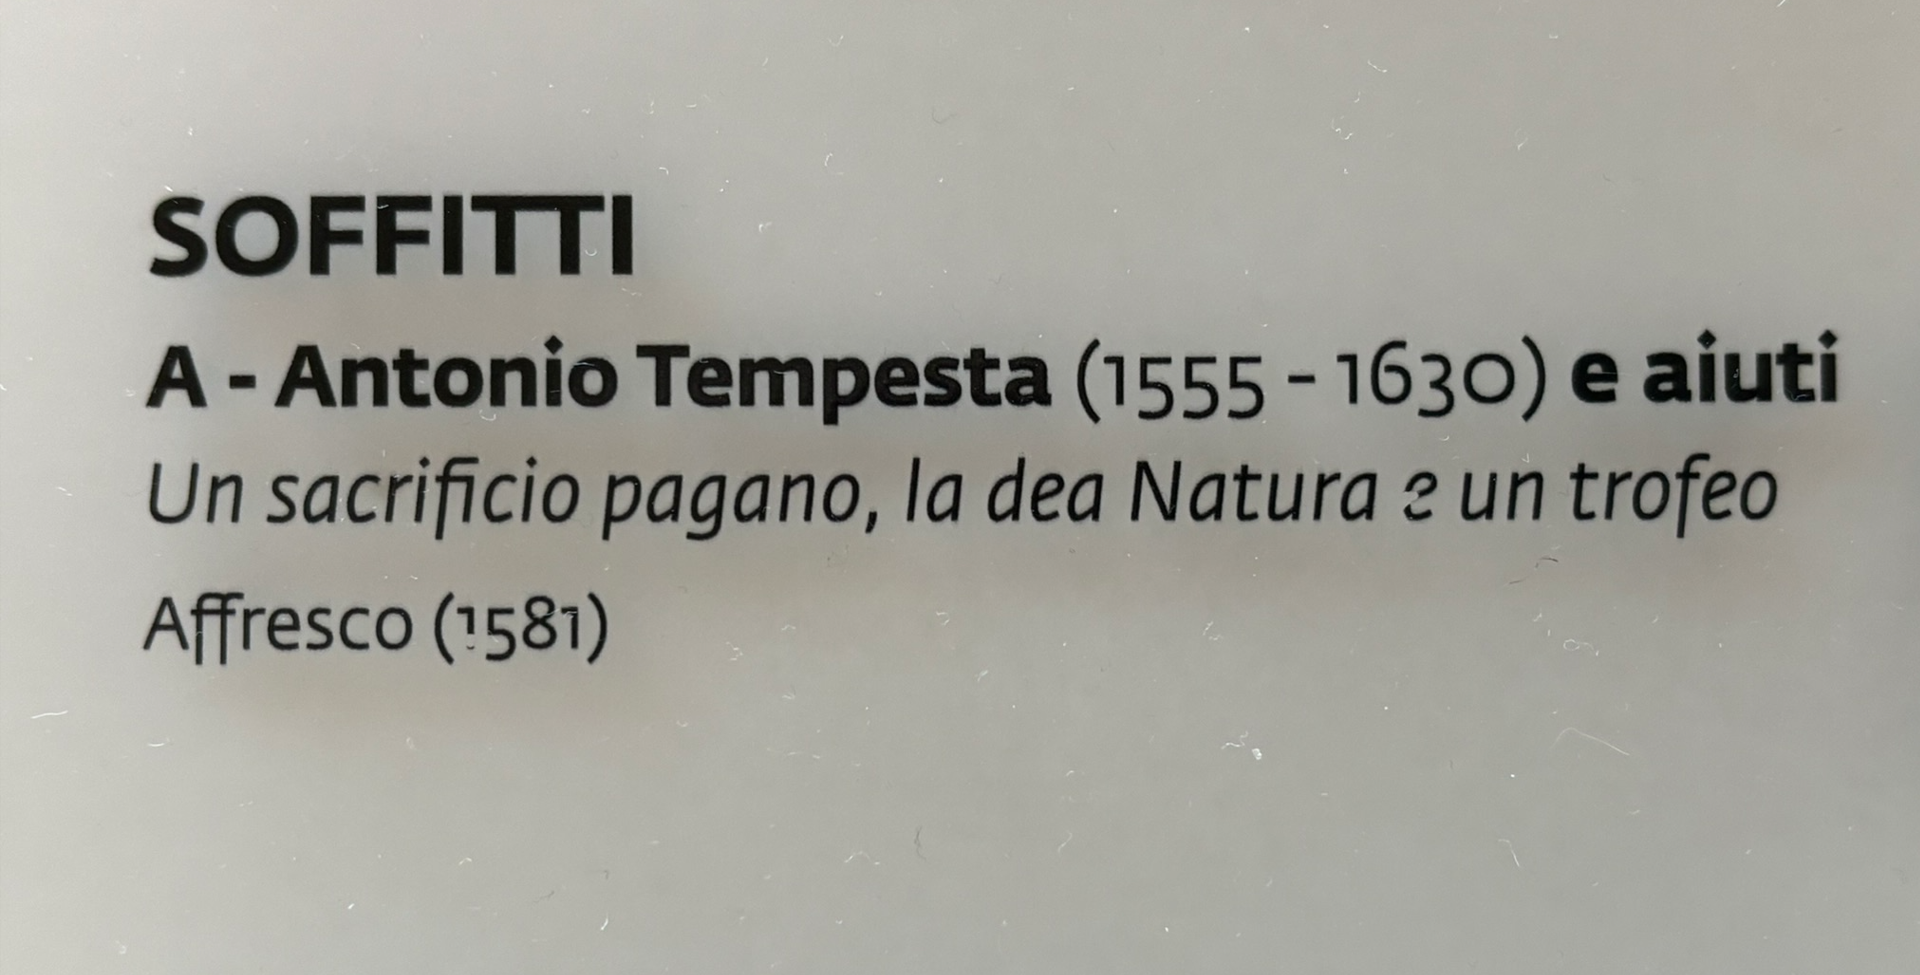 SOFFITTI
A - Antonio Tempesta (1555 - 1630) e aiuti
Un sacrificio pagano, la dea Natura e un trofeo
Affresco (1581)